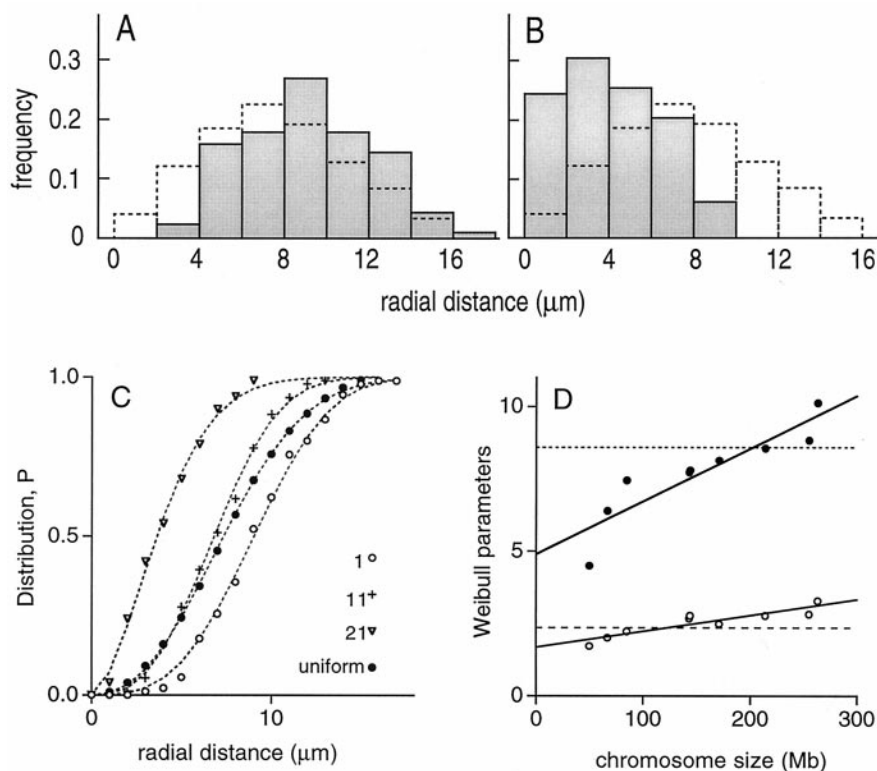 A
B
0.3
0.2
0.1
0
frequency
0 4 8 12 16
0 4 8 12 16
radial distance (μm)
C
D
1.0
0.5
0.0
Distribution, P
1
11
21
uniform
0 10
radial distance (μm)
10
5
0
Weibull parameters
0 100 200 300
chromosome size (Mb)